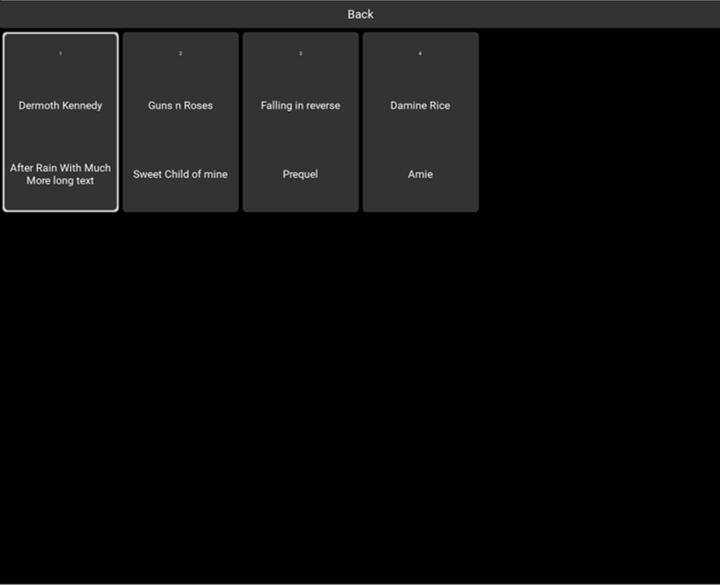 Back
1
2
3
4
Dermoth Kennedy
Guns n Roses
Falling in reverse
Damine Rice
After Rain With Much
More long text
Sweet Child of mine
Prequel
Amie